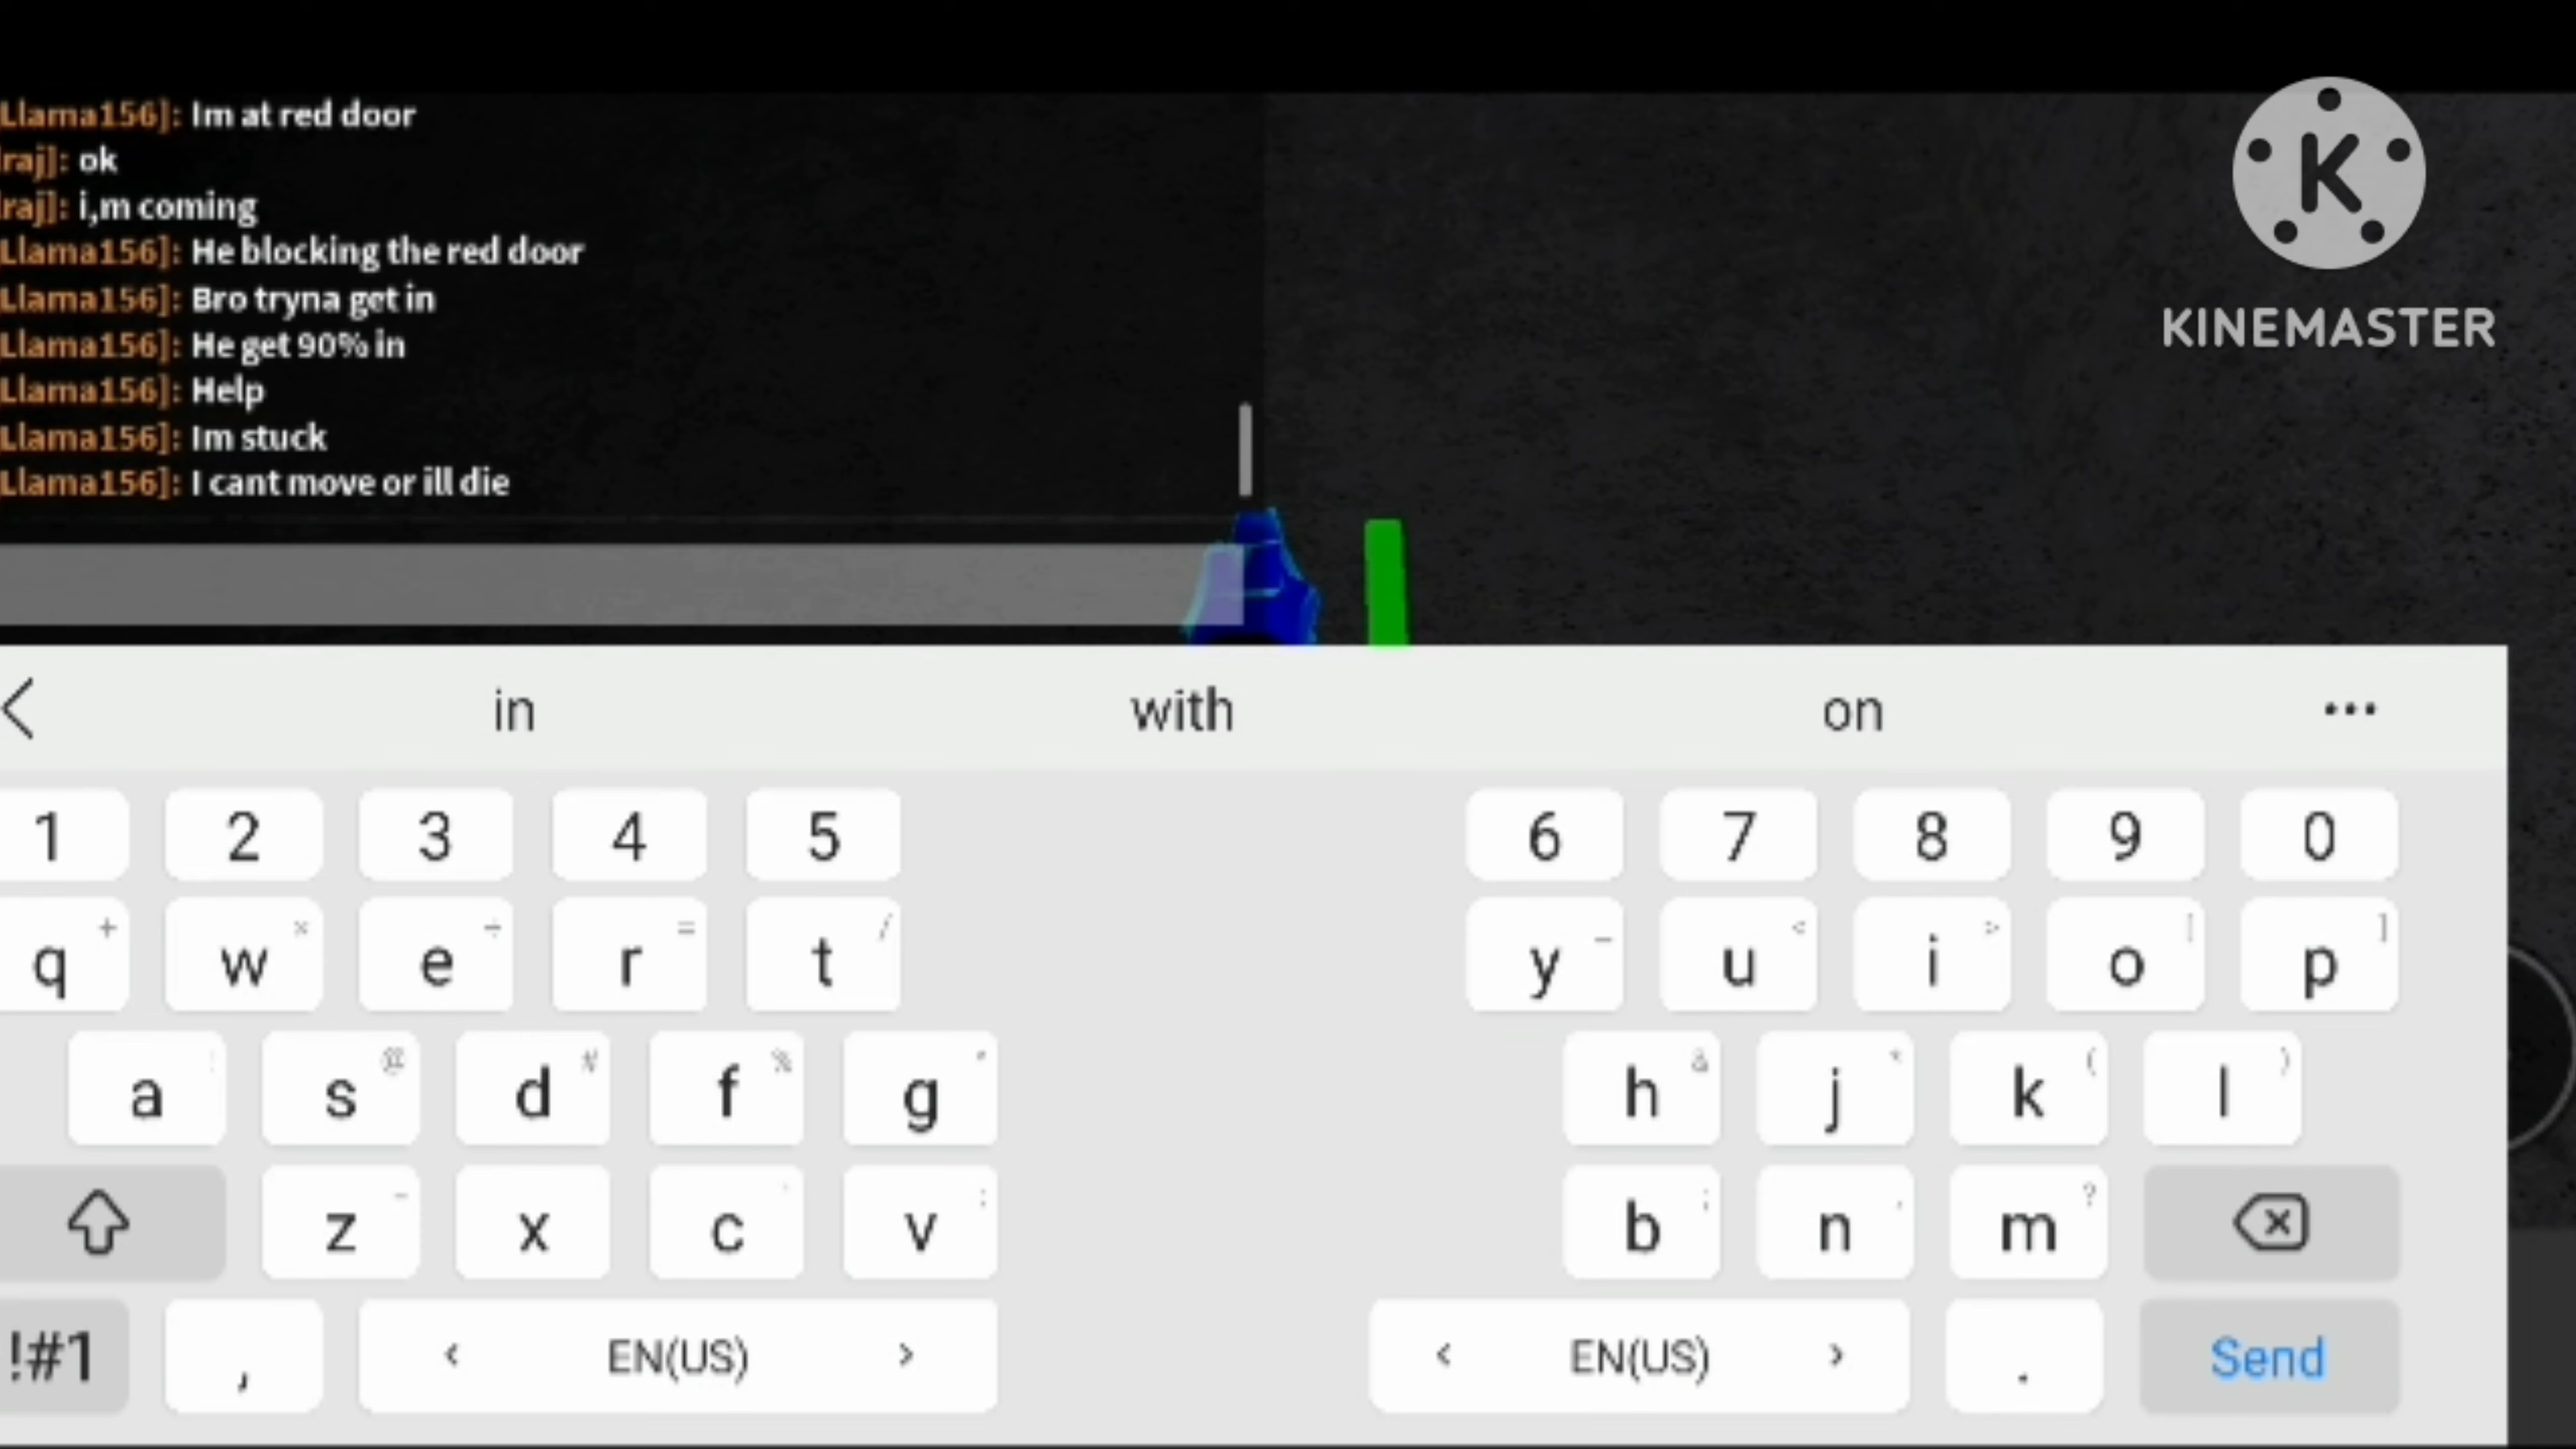 Llama156]: Im at red door
raj]: ok
raj]: i,m coming
Llama156]: He blocking the red door
Llama156]: Bro tryna get in
Llama156]: He get 90% in
Llama156]: Help
Llama156]: Im stuck
Llama156]: I cant move or ill die
K
KINEMASTER
in with on ...
1 2 3 4 5 6 7 8 9 0
q w e r t y u i o p
a s d f g h j k l
z x c v b n m
!#1 , < EN(US) > < EN(US) > . Send